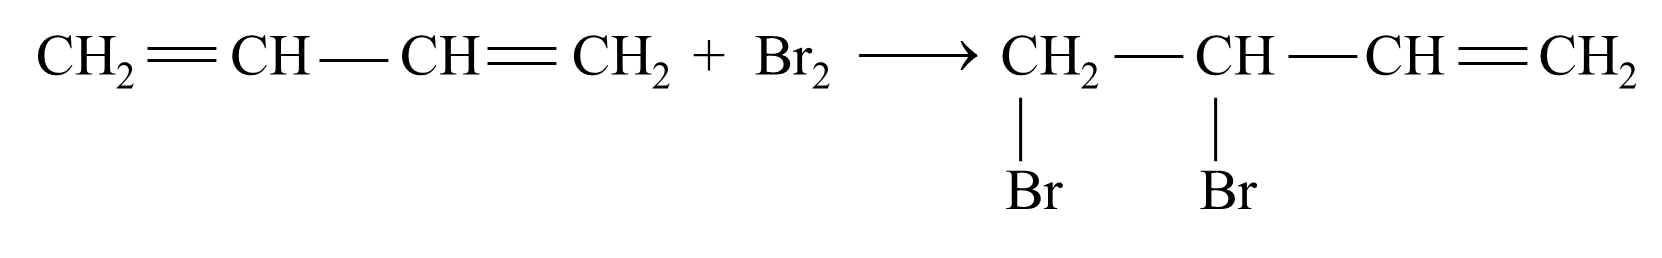 CH₂=CH—CH=CH₂ + Br₂ ⟶ CH₂—CH—CH=CH₂
| |
Br Br